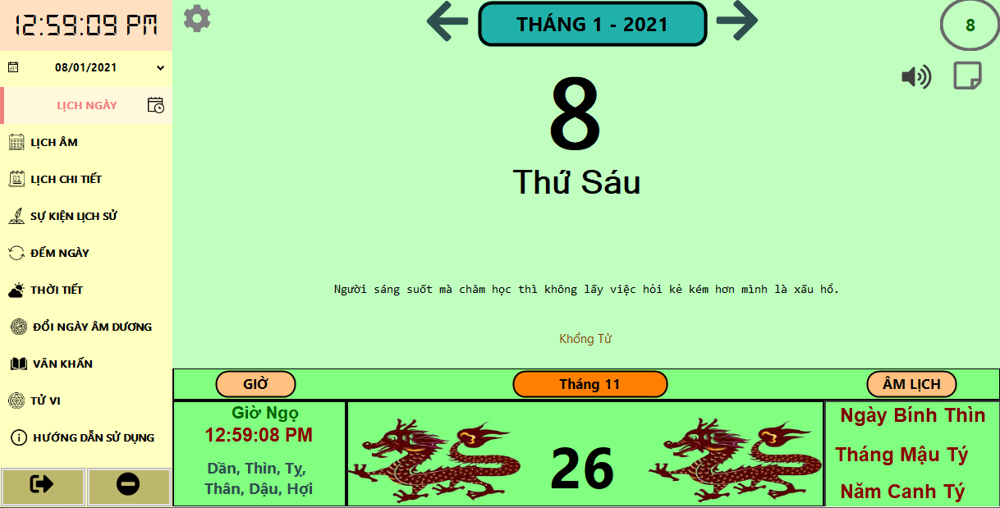 12:59:09 PM
08/01/2021
LỊCH NGÀY
LỊCH ÂM
LỊCH CHI TIẾT
SỰ KIỆN LỊCH SỬ
ĐẾM NGÀY
THỜI TIẾT
ĐỔI NGÀY ÂM DƯƠNG
VĂN KHẤN
TỬ VI
HƯỚNG DẪN SỬ DỤNG
THÁNG 1 - 2021
8
8
Thứ Sáu
Người sáng suốt mà chăm học thì không lấy việc hỏi kẻ kém hơn mình là xấu hổ.
Khổng Tử
GIỜ
Tháng 11
ÂM LỊCH
Giờ Ngọ
12:59:08 PM
Dần, Thìn, Tỵ,
Thân, Dậu, Hợi
26
Ngày Bính Thìn
Tháng Mậu Tý
Năm Canh Tý